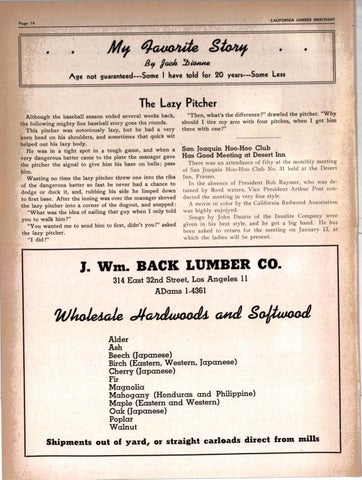 Page 14
CALIFORNIA LUMBER MERCHANT
My Favorite Story
By Jack Dionne
Age not guaranteed---Some I have told for 20 years---Some Less
The Lazy Pitcher
Although the baseball season ended several weeks back,
the following mighty fine baseball story goes the rounds.
This pitcher was notoriously lazy, but he had a very
keen head on his shoulders, and sometimes that quick wit
helped out his lazy body.
He was in a tight spot in a tough game, and when a
very dangerous batter came to the plate the manager gave
the pitcher the signal to give him his base on balls; pass
him.
Wasting no time the lazy pitcher threw one into the ribs
of the dangerous batter so fast he never had a chance to
dodge or duck it, and, rubbing his side he limped down
to first base. After the inning was over the manager shoved
the lazy pitcher into a corner of the dugout, and snapped:
"What was the idea of nailing that guy when I only told
you to walk him?"
"You wanted me to send him to first, didn't you?" asked
the lazy pitcher.
"I did!"
"Then, what's the difference?" drawled the pitcher. "Why
should I tire my arm with four pitches, when I got him
there with one?"
San Joaquin Hoo-Hoo Club
Has Good Meeting at Desert Inn
There was an attendance of fifty at the monthly meeting
of San Joaquin Hoo-Hoo Club No. 31 held at the Desert
Inn, Fresno.
In the absence of President Bob Rayner, who was de-
tained by flood waters, Vice President Arthur Post con-
ducted the meeting in very fine style.
A movie in color by the California Redwood Association
was highly enjoyed.
Songs by John Duarte of the Insulite Company were
given in his best style, and he got a big hand. He has
been asked to return for the meeting on January 13, at
which the ladies will be present.
J. Wm. BACK LUMBER CO.
314 East 32nd Street, Los Angeles 11
ADams 1-4361
Wholesale Hardwoods and Softwood
Alder
Ash
Beech (Japanese)
Birch (Eastern, Western, Japanese)
Cherry (Japanese)
Fir
Magnolia
Mahogany (Honduras and Philippine)
Maple (Eastern and Western)
Oak (Japanese)
Poplar
Walnut
Shipments out of yard, or straight carloads direct from mills